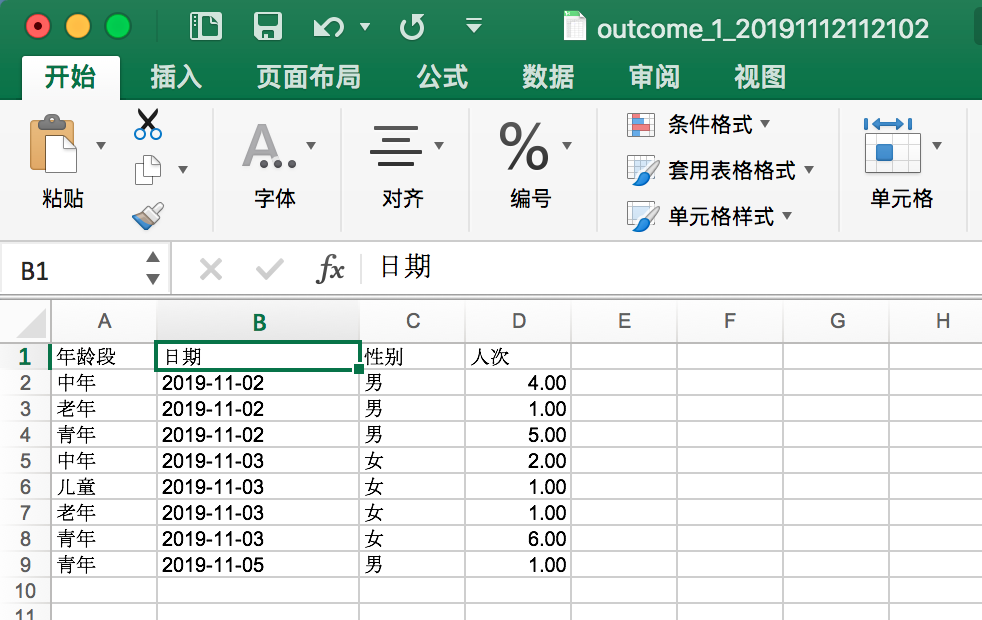 outcome_1_20191112112102
开始 插入 页面布局 公式 数据 审阅 视图
粘贴 字体 对齐 % 编号 条件格式 套用表格格式 单元格样式 单元格
B1 fx 日期
A B C D E F G H
1 年龄段 日期 性别 人次
2 中年 2019-11-02 男 4.00
3 老年 2019-11-02 男 1.00
4 青年 2019-11-02 男 5.00
5 中年 2019-11-03 女 2.00
6 儿童 2019-11-03 女 1.00
7 老年 2019-11-03 女 1.00
8 青年 2019-11-03 女 6.00
9 青年 2019-11-05 男 1.00
10
11